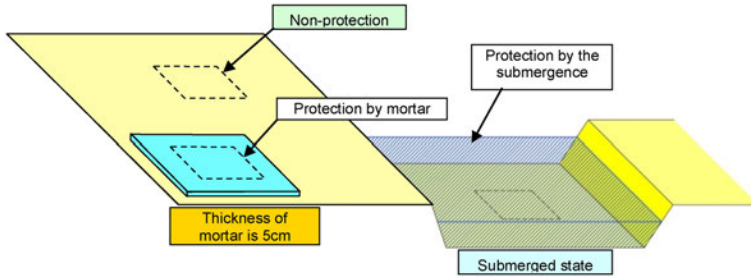 Non-protection
Protection by the
submergence
Protection by mortar
Thickness of
mortar is 5cm
Submerged state